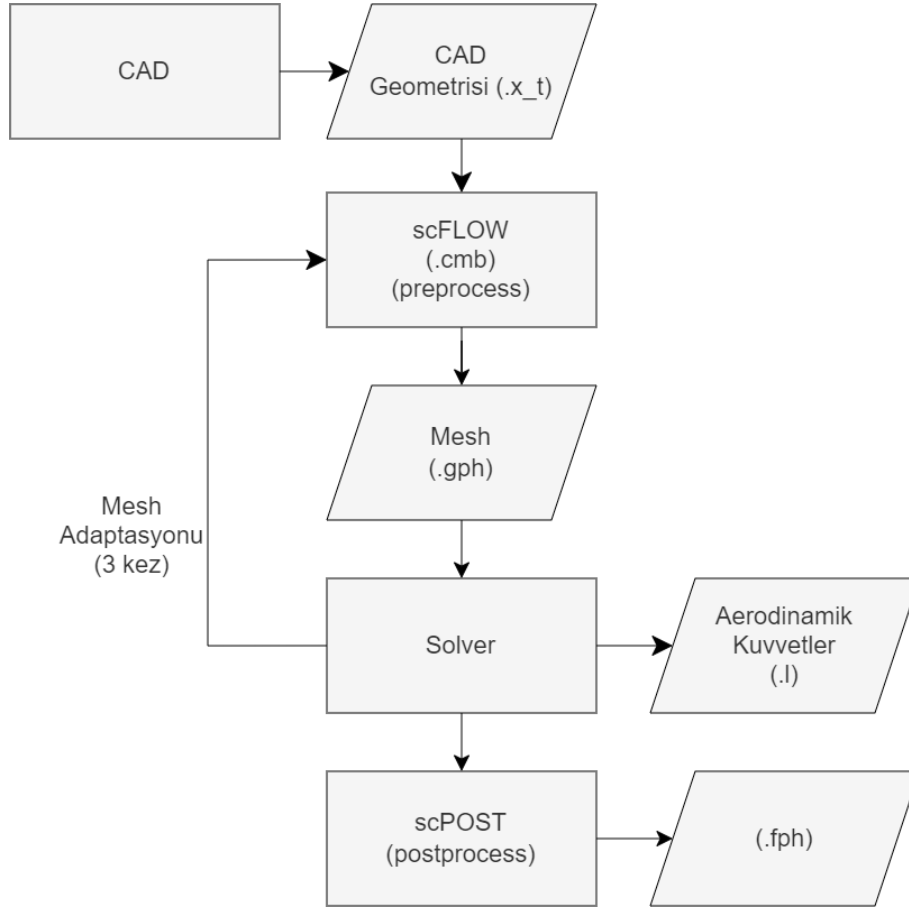 CAD
CAD
Geometrisi (.x_t)
scFLOW
(.cmb)
(preprocess)
Mesh
(.gph)
Mesh
Adaptasyonu
(3 kez)
Solver
Aerodinamik
Kuvvetler
(.l)
scPOST
(postprocess)
(.fph)